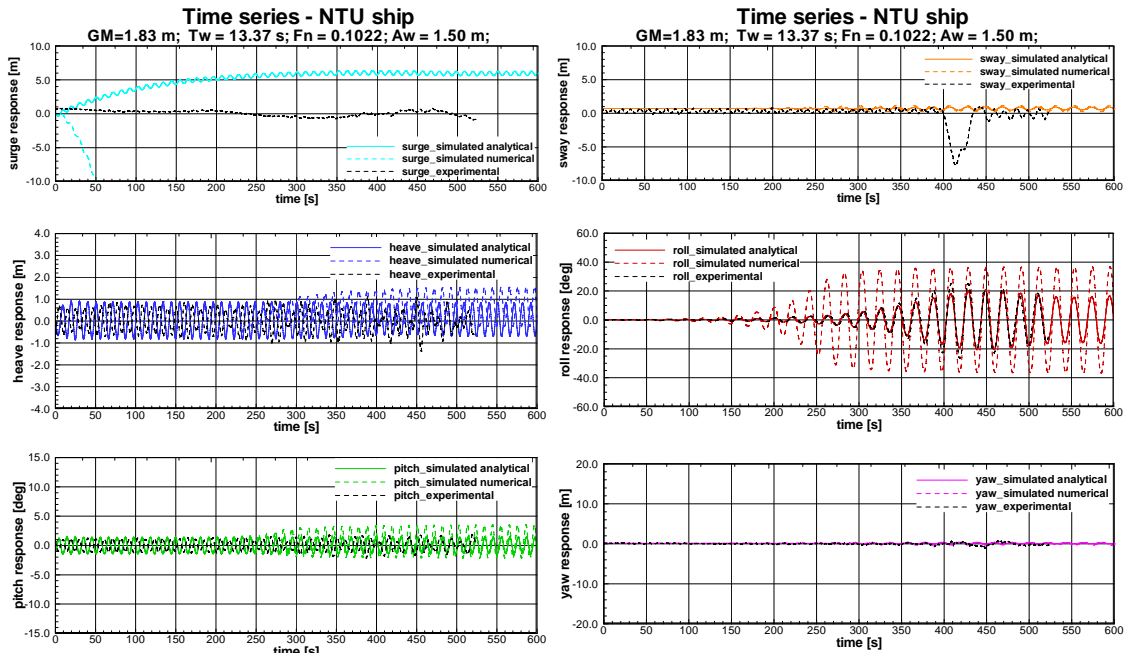 Time series - NTU ship
GM=1.83 m;  Tw = 13.37 s; Fn = 0.1022; Aw = 1.50 m;
surge response [m]
10.0
5.0
0.0
-5.0
-10.0
surge_simulated analytical
surge_simulated numerical
surge_experimental
0 50 100 150 200 250 300 350 400 450 500 550 600
time [s]
heave response [m]
4.0
3.0
2.0
1.0
0.0
-1.0
-2.0
-3.0
-4.0
heave_simulated analytical
heave_simulated numerical
heave_experimental
0 50 100 150 200 250 300 350 400 450 500 550 600
time [s]
pitch response [deg]
15.0
10.0
5.0
0.0
-5.0
-10.0
-15.0
pitch_simulated analytical
pitch_simulated numerical
pitch_experimental
0 50 100 150 200 250 300 350 400 450 500 550 600
time [s]
Time series - NTU ship
GM=1.83 m;  Tw = 13.37 s; Fn = 0.1022; Aw = 1.50 m;
sway response [m]
10.0
5.0
0.0
-5.0
-10.0
sway_simulated analytical
sway_simulated numerical
sway_experimental
0 50 100 150 200 250 300 350 400 450 500 550 600
time [s]
roll response [deg]
60.0
40.0
20.0
0.0
-20.0
-40.0
-60.0
roll_simulated analytical
roll_simulated numerical
roll_experimental
0 50 100 150 200 250 300 350 400 450 500 550 600
time [s]
yaw response [m]
20.0
10.0
0.0
-10.0
-20.0
yaw_simulated analytical
yaw_simulated numerical
yaw_experimental
0 50 100 150 200 250 300 350 400 450 500 550 600
time [s]